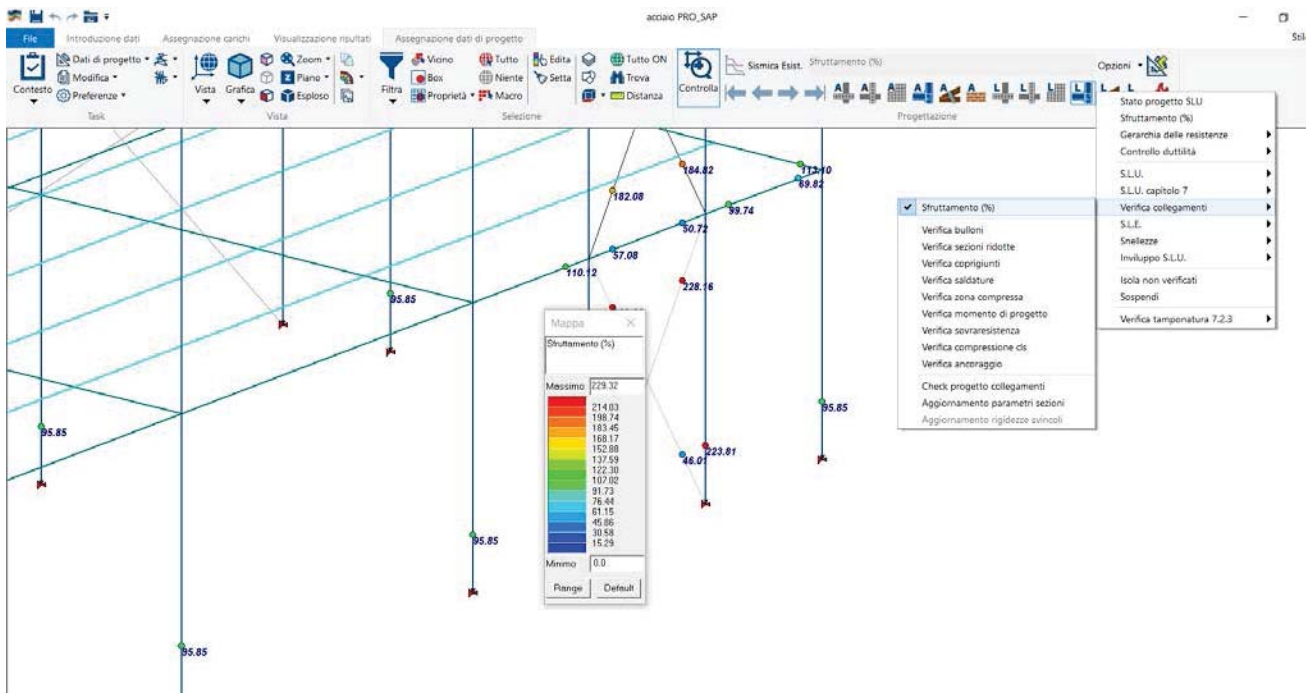 acciaio PRO_SAP
File Introduzione dati Assegnazione carichi Visualizzazione risultati Assegnazione dati di progetto Stil
Contesto
Dati di progetto
Modifica
Preferenze
Task
Vista
Grafica
Zoom
Piano
Esploso
Vista
Filtra
Vicino
Box
Proprietà
Tutto
Niente
Macro
Edita
Setta
Tutto ON
Trova
Distanza
Selezione
Controlla
Sismica Esist.
Sfruttamento (%)
Opzioni
Progettazione
Stato progetto SLU
Sfruttamento (%)
Gerarchia delle resistenze
Controllo duttilità
S.L.U.
S.L.U. capitolo 7
Verifica collegamenti
S.L.E.
Snellezze
Inviluppo S.L.U.
Isola non verificati
Sospendi
Verifica tamponatura 7.2.3
Sfruttamento (%)
Verifica bulloni
Verifica sezioni ridotte
Verifica coprigiunti
Verifica saldature
Verifica zona compressa
Verifica momento di progetto
Verifica sovraresistenza
Verifica compressione cls
Verifica ancoraggio
Check progetto collegamenti
Aggiornamento parametri sezioni
Aggiornamento rigidezze svincoli
184.82
113.10
69.82
182.08
99.74
50.72
57.08
110.12
228.16
95.85
95.85
95.85
223.81
46.01
95.85
95.85
Mappa
Sfruttamento (%)
Massimo 229.32
214.03
198.74
183.45
168.17
152.88
137.59
122.30
107.02
91.73
76.44
61.15
45.86
30.58
15.29
Minimo 0.0
Range Default